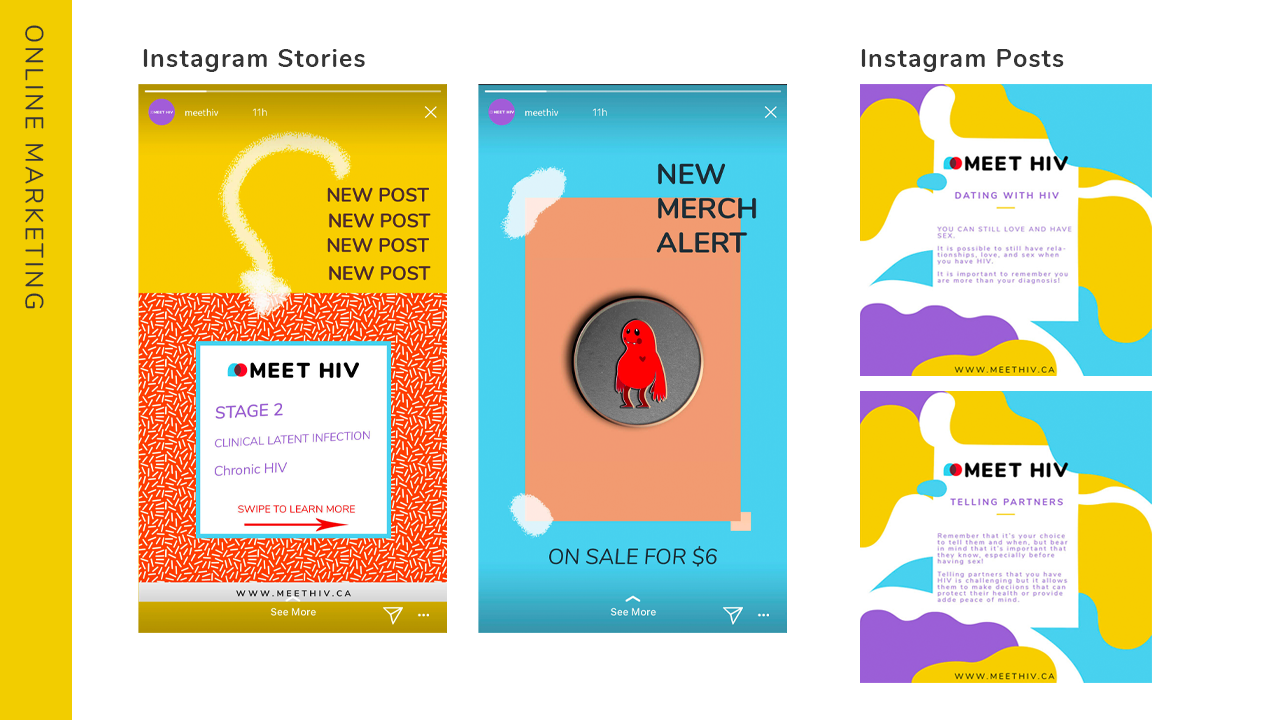 ONLINE MARKETING
Instagram Stories
meethiv 11h
NEW POST
NEW POST
NEW POST
NEW POST
MEET HIV
STAGE 2
CLINICAL LATENT INFECTION
Chronic HIV
SWIPE TO LEARN MORE
WWW.MEETHIV.CA
See More
meethiv 11h
NEW
MERCH
ALERT
ON SALE FOR $6
See More
Instagram Posts
MEET HIV
DATING WITH HIV
YOU CAN STILL LOVE AND HAVE
SEX.
It is possible to still have rela-
tionships, love, and sex when
you have HIV.
It is important to remember you
are more than your diagnosis!
WWW.MEETHIV.CA
MEET HIV
TELLING PARTNERS
Remember that it's your choice
to tell them and when, but bear
in mind that it's important that
they know, especially before
having sex!
Telling partners that you have
HIV is challenging but it allows
them to make deciions that can
protect their health or provide
adde peace of mind.
WWW.MEETHIV.CA